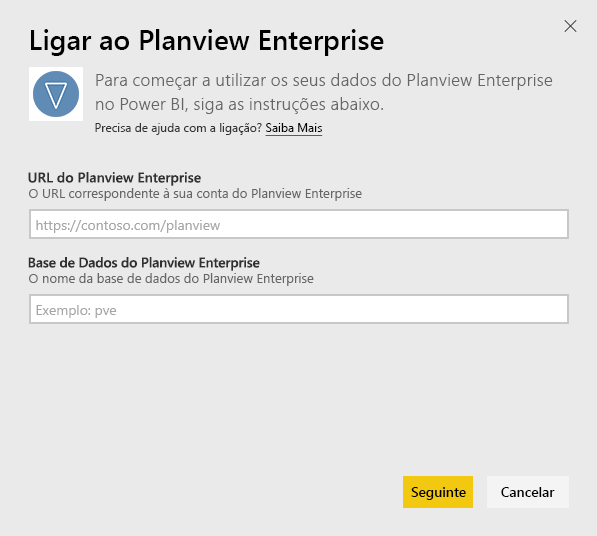 Ligar ao Planview Enterprise
Para começar a utilizar os seus dados do Planview Enterprise
no Power BI, siga as instruções abaixo.
Precisa de ajuda com a ligação? Saiba Mais
URL do Planview Enterprise
O URL correspondente à sua conta do Planview Enterprise
https://contoso.com/planview
Base de Dados do Planview Enterprise
O nome da base de dados do Planview Enterprise
Exemplo: pve
Seguinte
Cancelar